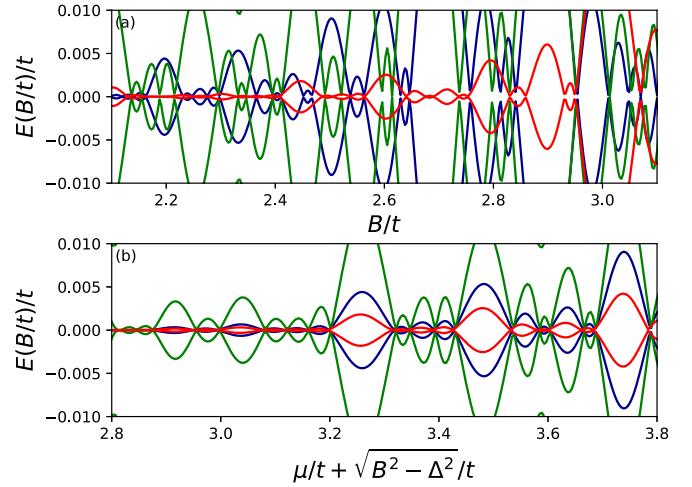 (a)
0.010
0.005
0.000
−0.005
−0.010
E(B/t)/t
2.2 2.4 2.6 2.8 3.0
B/t
(b)
0.010
0.005
0.000
−0.005
−0.010
E(B/t)/t
2.8 3.0 3.2 3.4 3.6 3.8
μ/t + √B² − Δ²/t